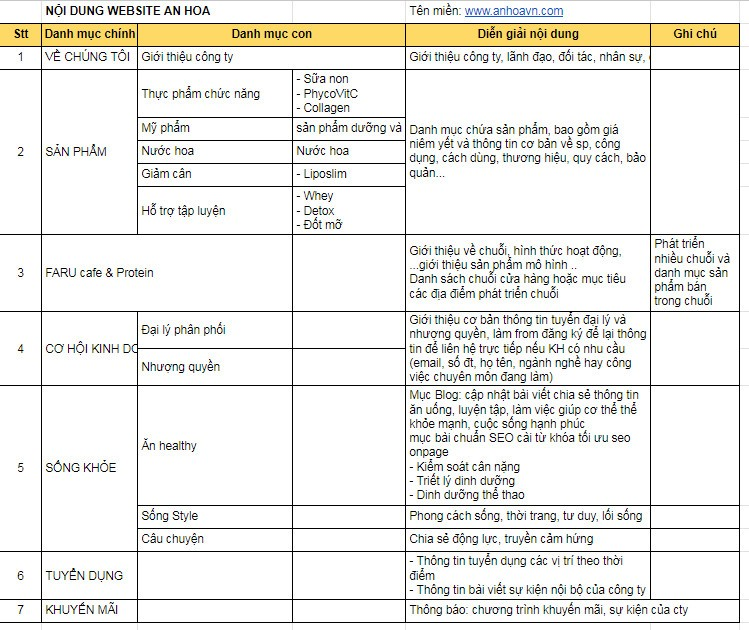 NỘI DUNG WEBSITE AN HOA
Tên miền: www.anhoavn.com
Stt Danh mục chính Danh mục con Diễn giải nội dung Ghi chú
1 VỀ CHÚNG TÔI Giới thiệu công ty Giới thiệu công ty, lãnh đạo, đối tác, nhân sự,
2 SẢN PHẨM
Thực phẩm chức năng
- Sữa non
- PhycoVitC
- Collagen
Mỹ phẩm sản phẩm dưỡng và
Nước hoa Nước hoa
Giảm cân - Liposlim
Hỗ trợ tập luyện
- Whey
- Detox
- Đốt mỡ
Danh mục chứa sản phẩm, bao gồm giá
niêm yết và thông tin cơ bản về sp, công
dụng, cách dùng, thương hiệu, quy cách, bảo
quản...
3 FARU cafe & Protein
Giới thiệu về chuỗi, hình thức hoạt động,
...giới thiệu sản phẩm mô hình ..
Danh sách chuỗi cửa hàng hoặc mục tiêu
các địa điểm phát triển chuỗi
Phát triển
nhiều chuỗi và
danh mục sản
phẩm bán
trong chuỗi
4 CƠ HỘI KINH DO
Đại lý phân phối
Nhượng quyền
Giới thiệu cơ bản thông tin tuyển đại lý và
nhượng quyền, làm from đăng ký để lại thông
tin để liên hệ trực tiếp nếu KH có nhu cầu
(email, số đt, họ tên, ngành nghề hay công
việc chuyên môn đang làm)
5 SỐNG KHỎE
Ăn healthy
Mục Blog: cập nhật bài viết chia sẻ thông tin
ăn uống, luyện tập, làm việc giúp cơ thể thể
khỏe mạnh, cuộc sống hạnh phúc
mục bài chuẩn SEO cài từ khóa tối ưu seo
onpage
- Kiểm soát cân nặng
- Triết lý dinh dưỡng
- Dinh dưỡng thể thao
Sống Style Phong cách sống, thời trang, tư duy, lối sống
Câu chuyện Chia sẻ động lực, truyền cảm hứng
6 TUYỂN DỤNG
- Thông tin tuyển dụng các vị trí theo thời
điểm
- Thông tin bài viết sự kiện nội bộ của công ty
7 KHUYẾN MÃI Thông báo: chương trình khuyến mãi, sự kiện của cty